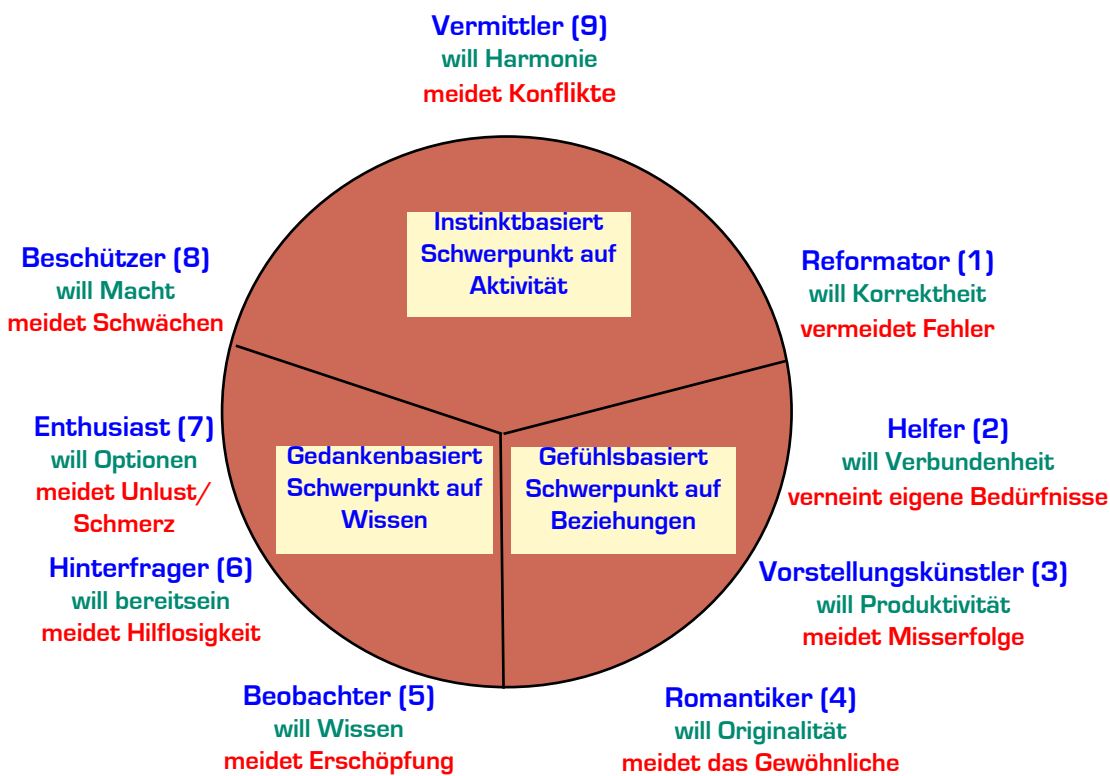 Vermittler (9)
will Harmonie
meidet Konflikte
Instinktbasiert
Schwerpunkt auf
Aktivität
Beschützer (8)
will Macht
meidet Schwächen
Reformator (1)
will Korrektheit
vermeidet Fehler
Enthusiast (7)
will Optionen
meidet Unlust/
Schmerz
Gedankenbasiert
Schwerpunkt auf
Wissen
Gefühlsbasiert
Schwerpunkt auf
Beziehungen
Helfer (2)
will Verbundenheit
verneint eigene Bedürfnisse
Hinterfrager (6)
will bereitsein
meidet Hilflosigkeit
Vorstellungskünstler (3)
will Produktivität
meidet Misserfolge
Beobachter (5)
will Wissen
meidet Erschöpfung
Romantiker (4)
will Originalität
meidet das Gewöhnliche